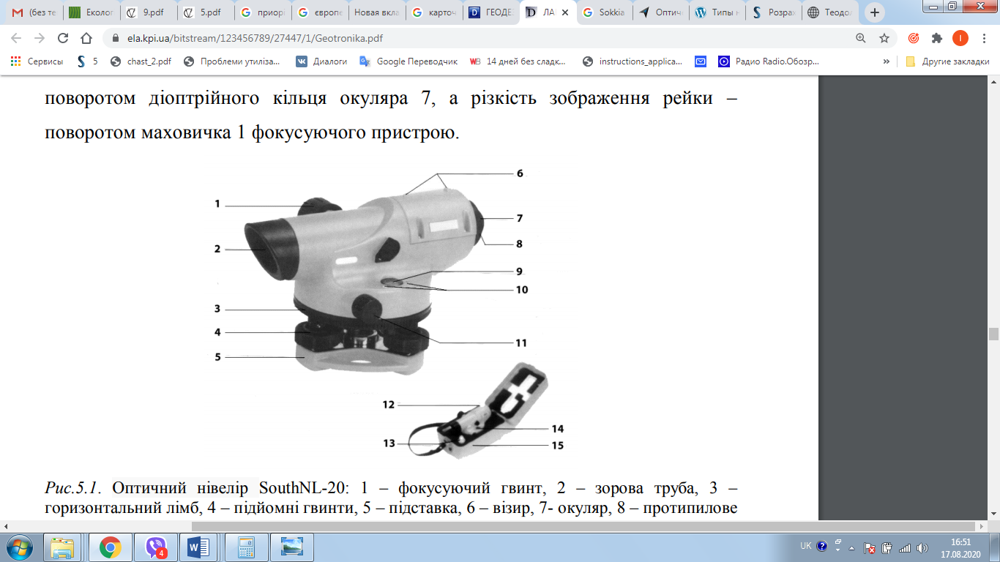 (без те
Еколог
9.pdf
5.pdf
приорі
європе
Новая вкла
карточ
ГЕОДЕЗ
ЛА
Sokkia
Оптич
Типы н
Розрах
Теодол
ela.kpi.ua/bitstream/123456789/27447/1/Geotronika.pdf
I
Сервисы
5
chast_2.pdf
Проблеми утиліза...
Диалоги
Google Переводчик
WB
14 дней без сладк...
instructions_applica...
Радио Radio.Обозр...
»
Другие закладки
поворотом діоптрійного кільця окуляра 7, а різкість зображення рейки –
поворотом маховичка 1 фокусуючого пристрою.
6
1
7
2
8
9
10
3
4
11
5
12
14
13
15
Рис.5.1. Оптичний нівелір SouthNL-20: 1 – фокусуючий гвинт, 2 – зорова труба, 3 –
горизонтальний лімб, 4 – підйомні гвинти, 5 – підставка, 6 – візир, 7- окуляр, 8 – протипилове
4
UK
16:51
17.08.2020